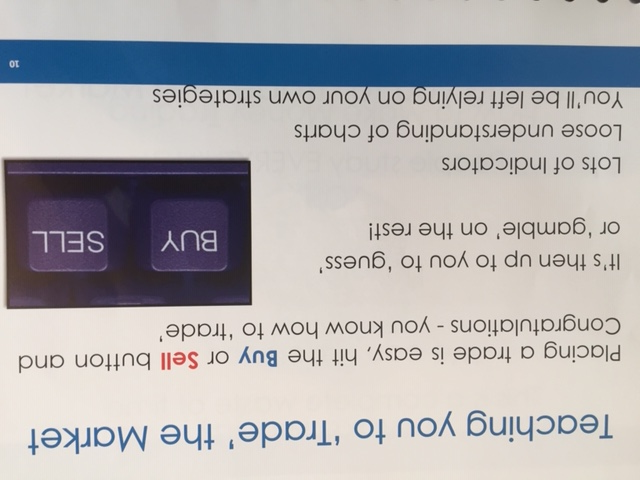 Teaching you to 'Trade' the Market
Placing a trade is easy, hit the Buy or Sell button and
Congratulations - you know how to 'trade'
It's then up to you to 'guess'
or 'gamble' on the rest!
Lots of Indicators
Loose understanding of charts
You'll be left relying on your own strategies
BUY
SELL
10